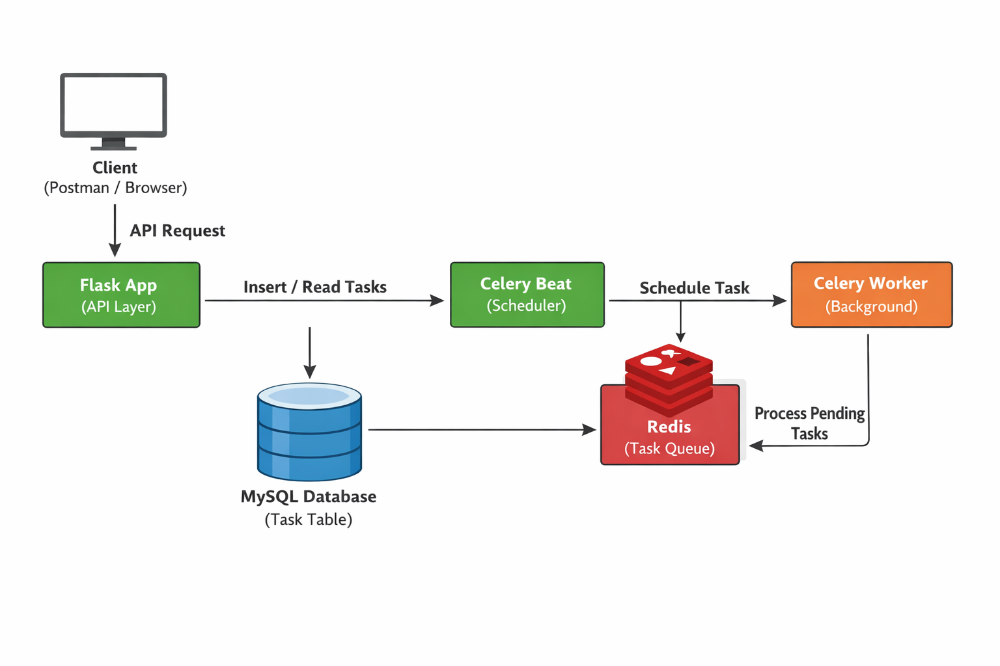 Client
(Postman / Browser)
API Request
Flask App
(API Layer)
Insert / Read Tasks
Celery Beat
(Scheduler)
Schedule Task
Celery Worker
(Background)
Redis
(Task Queue)
Process Pending
Tasks
MySQL Database
(Task Table)